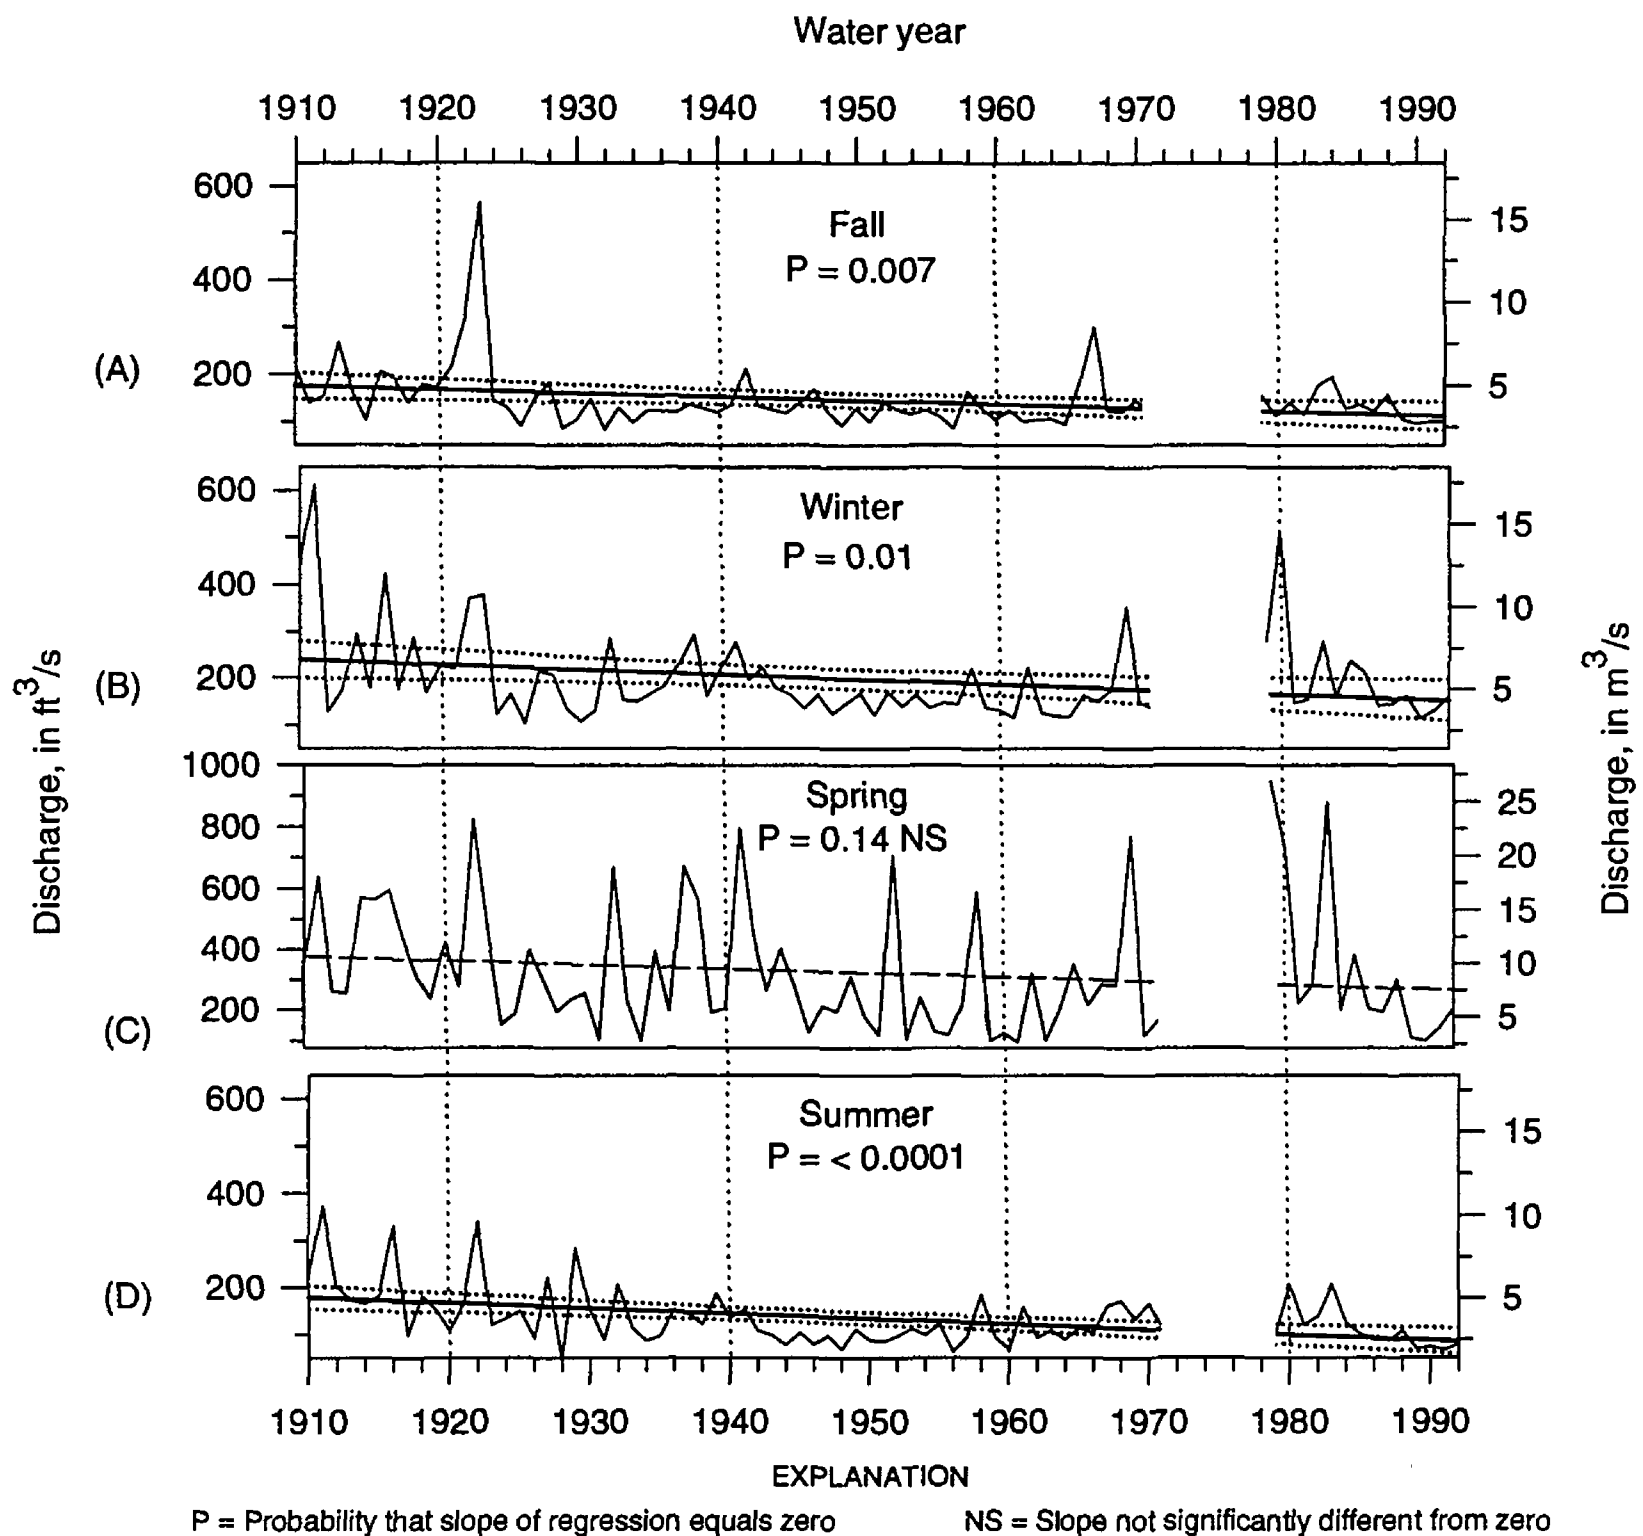 Water year
1910 1920 1930 1940 1950 1960 1970 1980 1990
Fall
P = 0.007
600
400
200
15
10
5
(A)
Winter
P = 0.01
600
400
200
15
10
5
(B)
Discharge, in ft³/s
Discharge, in m³/s
Spring
P = 0.14 NS
1000
800
600
400
200
25
20
15
10
5
(C)
Summer
P = < 0.0001
600
400
200
15
10
5
(D)
1910 1920 1930 1940 1950 1960 1970 1980 1990
EXPLANATION
P = Probability that slope of regression equals zero NS = Slope not significantly different from zero